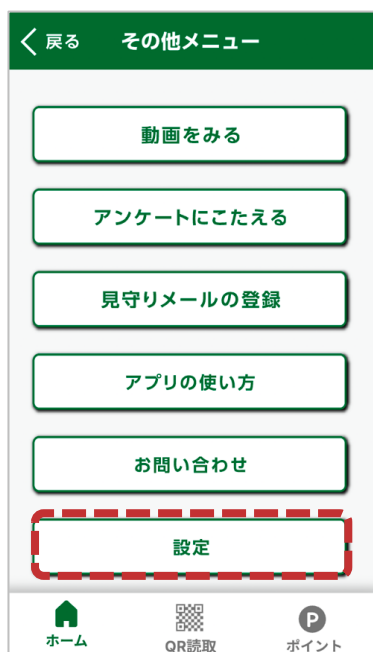 戻る その他メニュー
動画をみる
アンケートにこたえる
見守りメールの登録
アプリの使い方
お問い合わせ
設定
ホーム QR読取 P ポイント